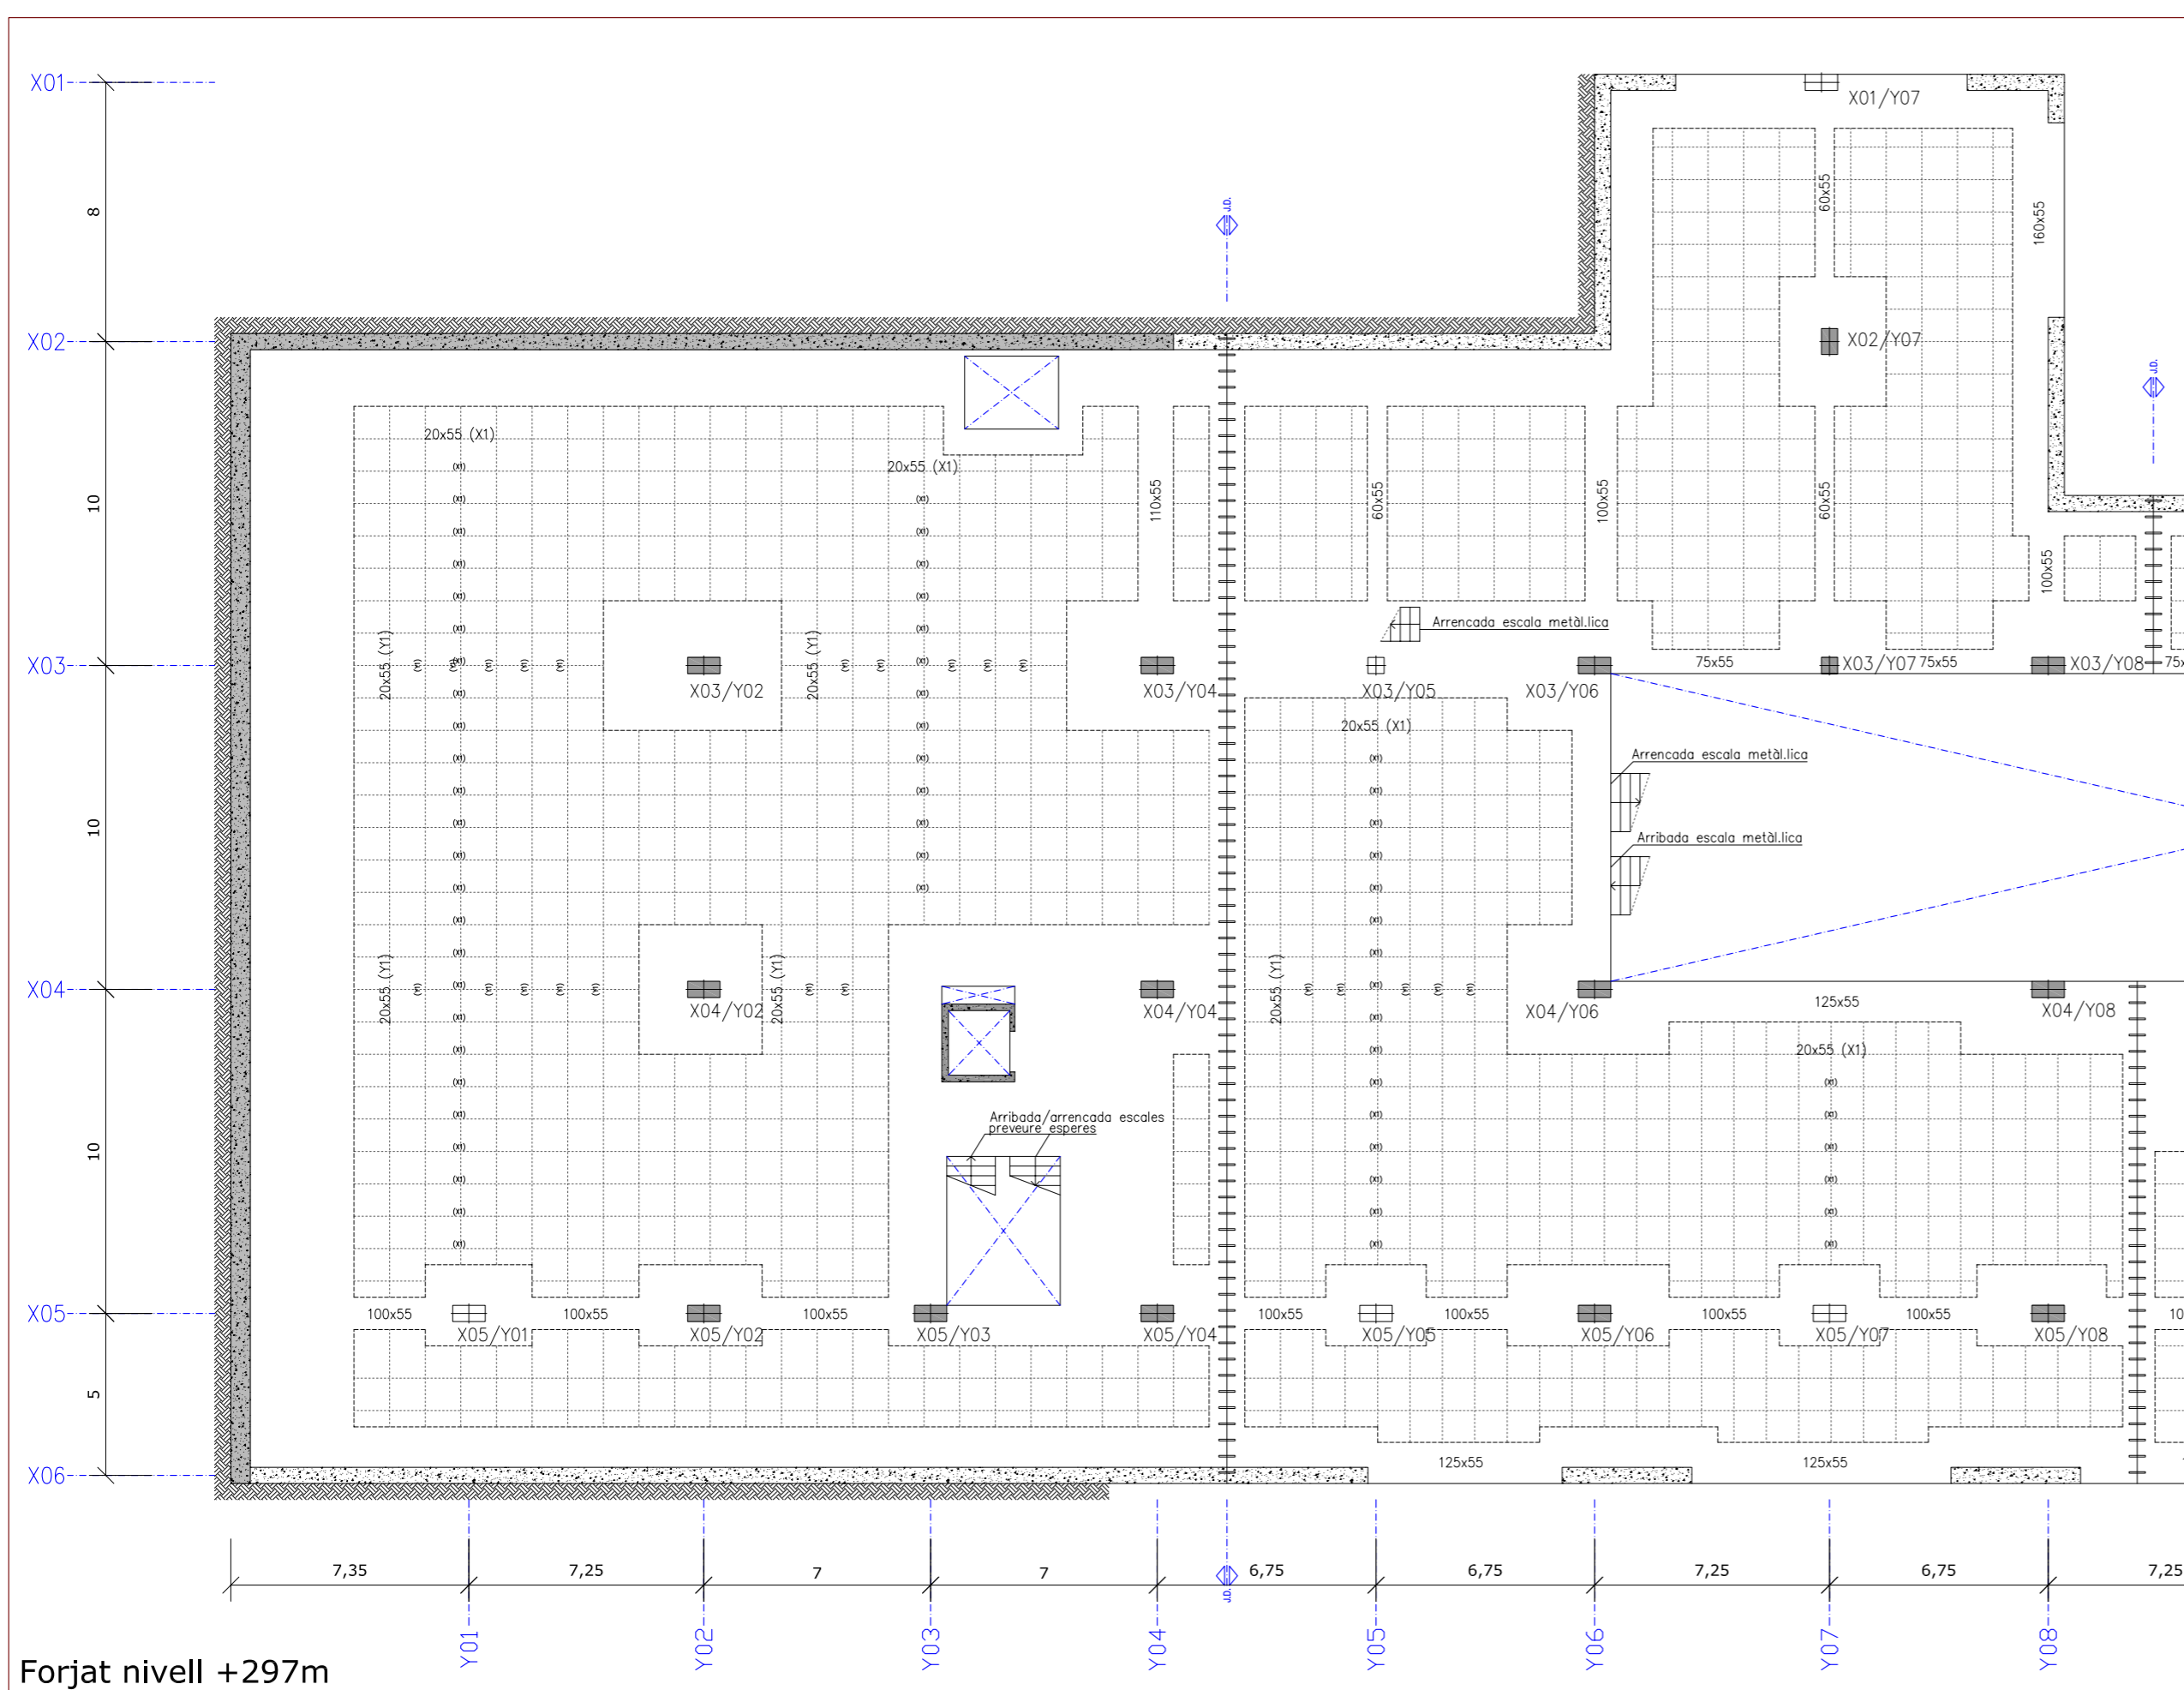 X01
X01/Y07
8
60x55
160x55
J.D.
X02
X02/Y07
J.D.
20x55 (X1)
20x55 (X1)
10
110x55
60x55
100x55
60x55
100x55
Arrencada escala metàl.lica
X03
20x55 (Y1)
20x55 (Y1)
X03/Y02
X03/Y04
X03/Y05
X03/Y06
75x55
X03/Y07
75x55
X03/Y08
75x
20x55 (X1)
Arrencada escala metàl.lica
10
Arribada escala metàl.lica
X04
20x55 (Y1)
20x55 (Y1)
20x55 (Y1)
X04/Y02
X04/Y04
X04/Y06
125x55
X04/Y08
20x55 (X1)
Arribada/arrencada escales
preveure esperes
10
X05
100x55
100x55
100x55
100x55
100x55
100x55
100x55
10
X05/Y01
X05/Y02
X05/Y03
X05/Y04
X05/Y05
X05/Y06
X05/Y07
X05/Y08
5
X06
125x55
125x55
7,35
7,25
7
7
6,75
6,75
7,25
6,75
7,25
J.D.
Y01
Y02
Y03
Y04
Y05
Y06
Y07
Y08
Forjat nivell +297m